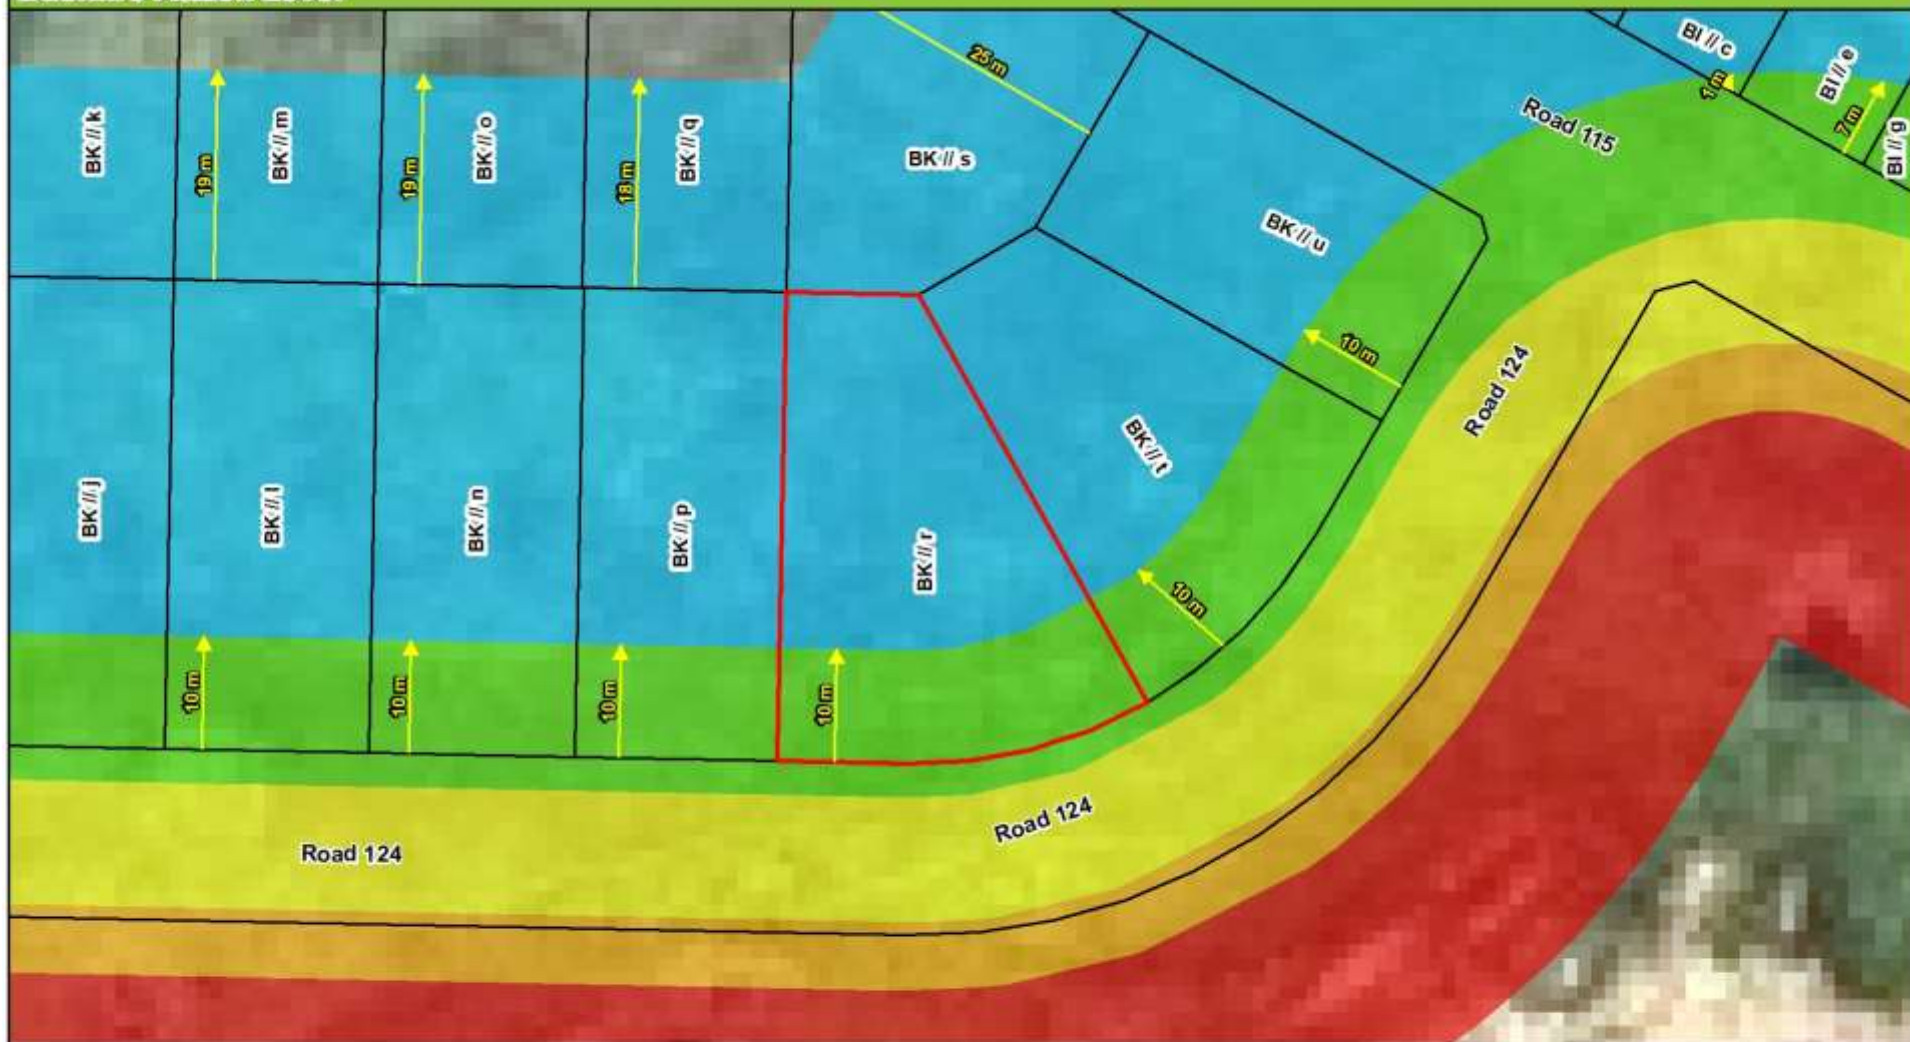 25 m
BI // c
BI // e
1 m
7 m
BI // g
Road 115
BK // k
19 m
BK // m
19 m
BK // o
18 m
BK // q
BK // s
BK // u
10 m
Road 124
BK // j
BK // l
BK // n
BK // p
BK // r
BK // t
10 m
10 m
10 m
10 m
10 m
Road 124
Road 124